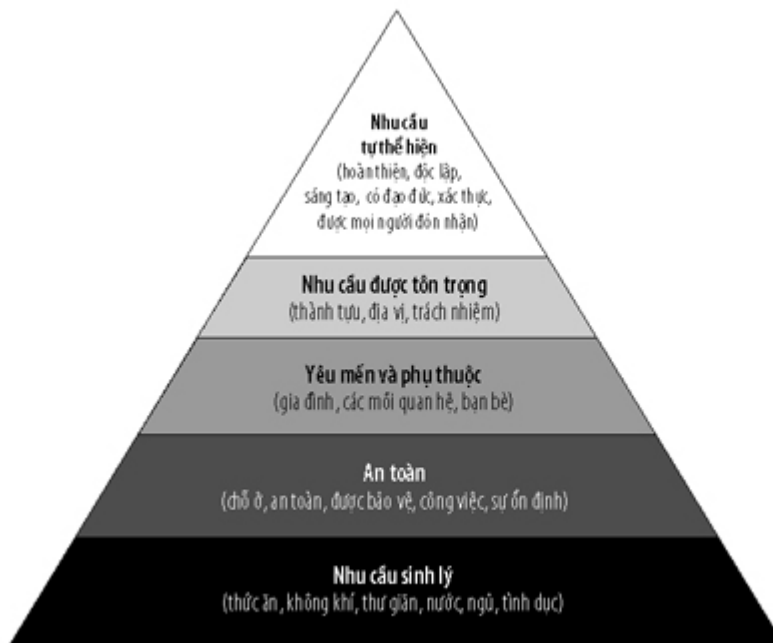 Nhu cầu
tự thể hiện
(hoàn thiện, độc lập,
sáng tạo, có đạo đức, xác thực,
được mọi người đón nhận)
Nhu cầu được tôn trọng
(thành tựu, địa vị, trách nhiệm)
Yêu mến và phụ thuộc
(gia đình, các mối quan hệ, bạn bè)
An toàn
(chỗ ở, an toàn, được bảo vệ, công việc, sự ổn định)
Nhu cầu sinh lý
(thức ăn, không khí, thư giãn, nước, ngủ, tình dục)